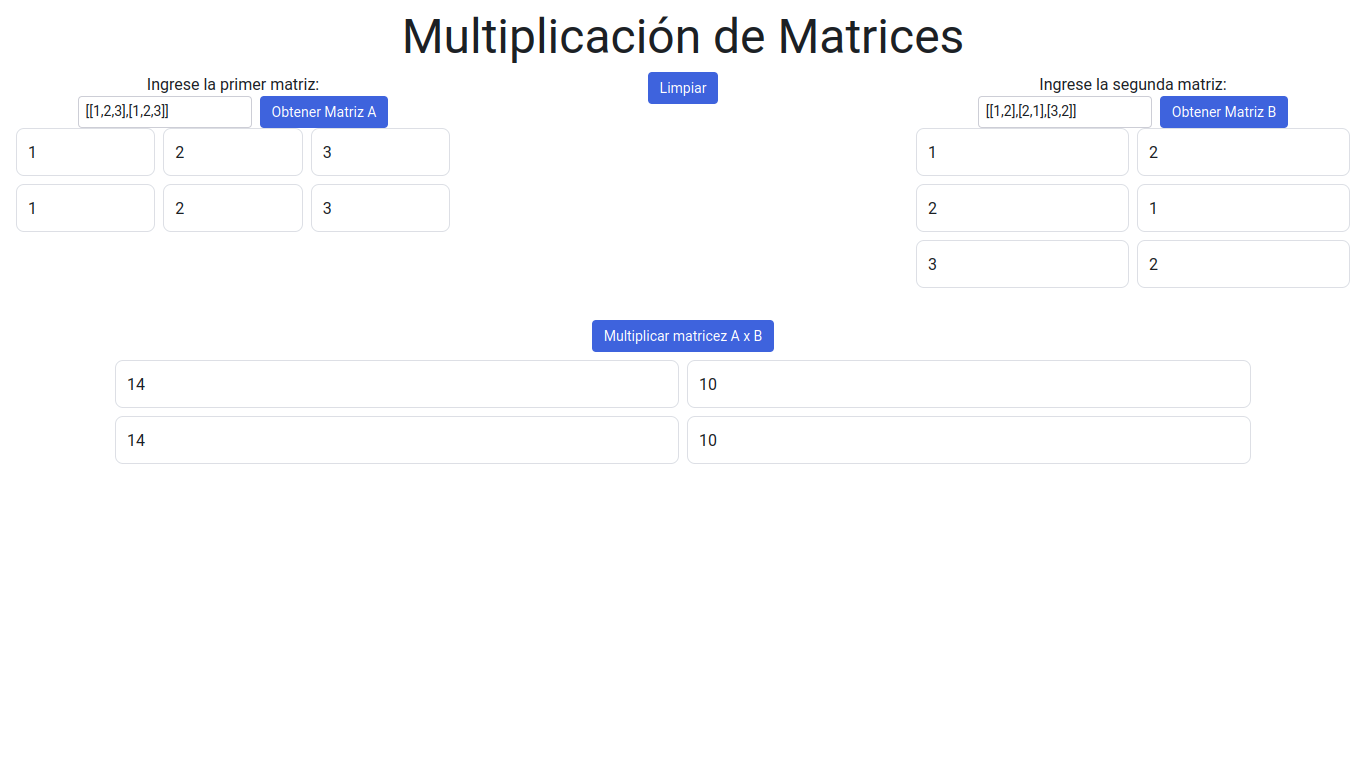 Multiplicación de Matrices
Ingrese la primer matriz:
[[1,2,3],[1,2,3]] Obtener Matriz A
1 2 3
1 2 3
Limpiar
Ingrese la segunda matriz:
[[1,2],[2,1],[3,2]] Obtener Matriz B
1 2
2 1
3 2
Multiplicar matricez A x B
14 10
14 10